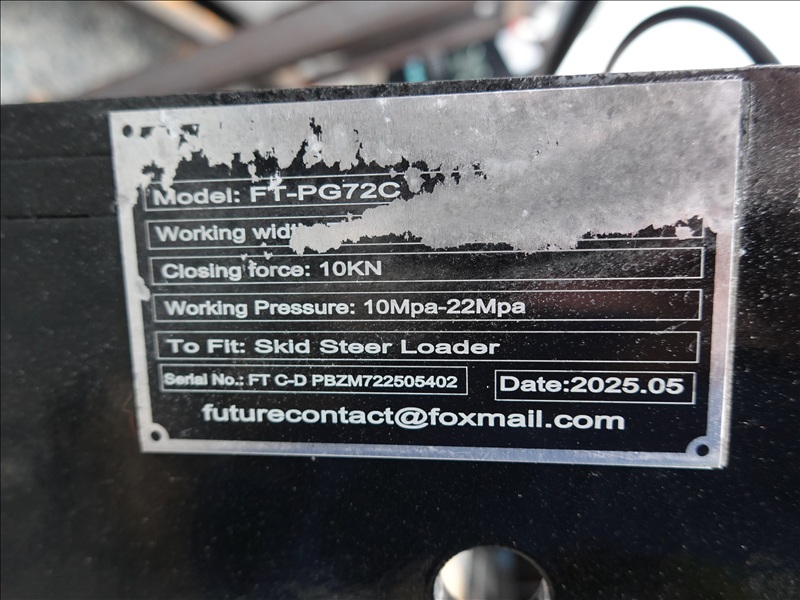 Model: FT-PG72C
Working
Closing force: 10KN
Working Pressure: 10Mpa-22Mpa
To Fit: Skid Steer Loader
Serial No.: FT C-D PBZM722505402
Date:2025.05
futurecontact@foxmail.com